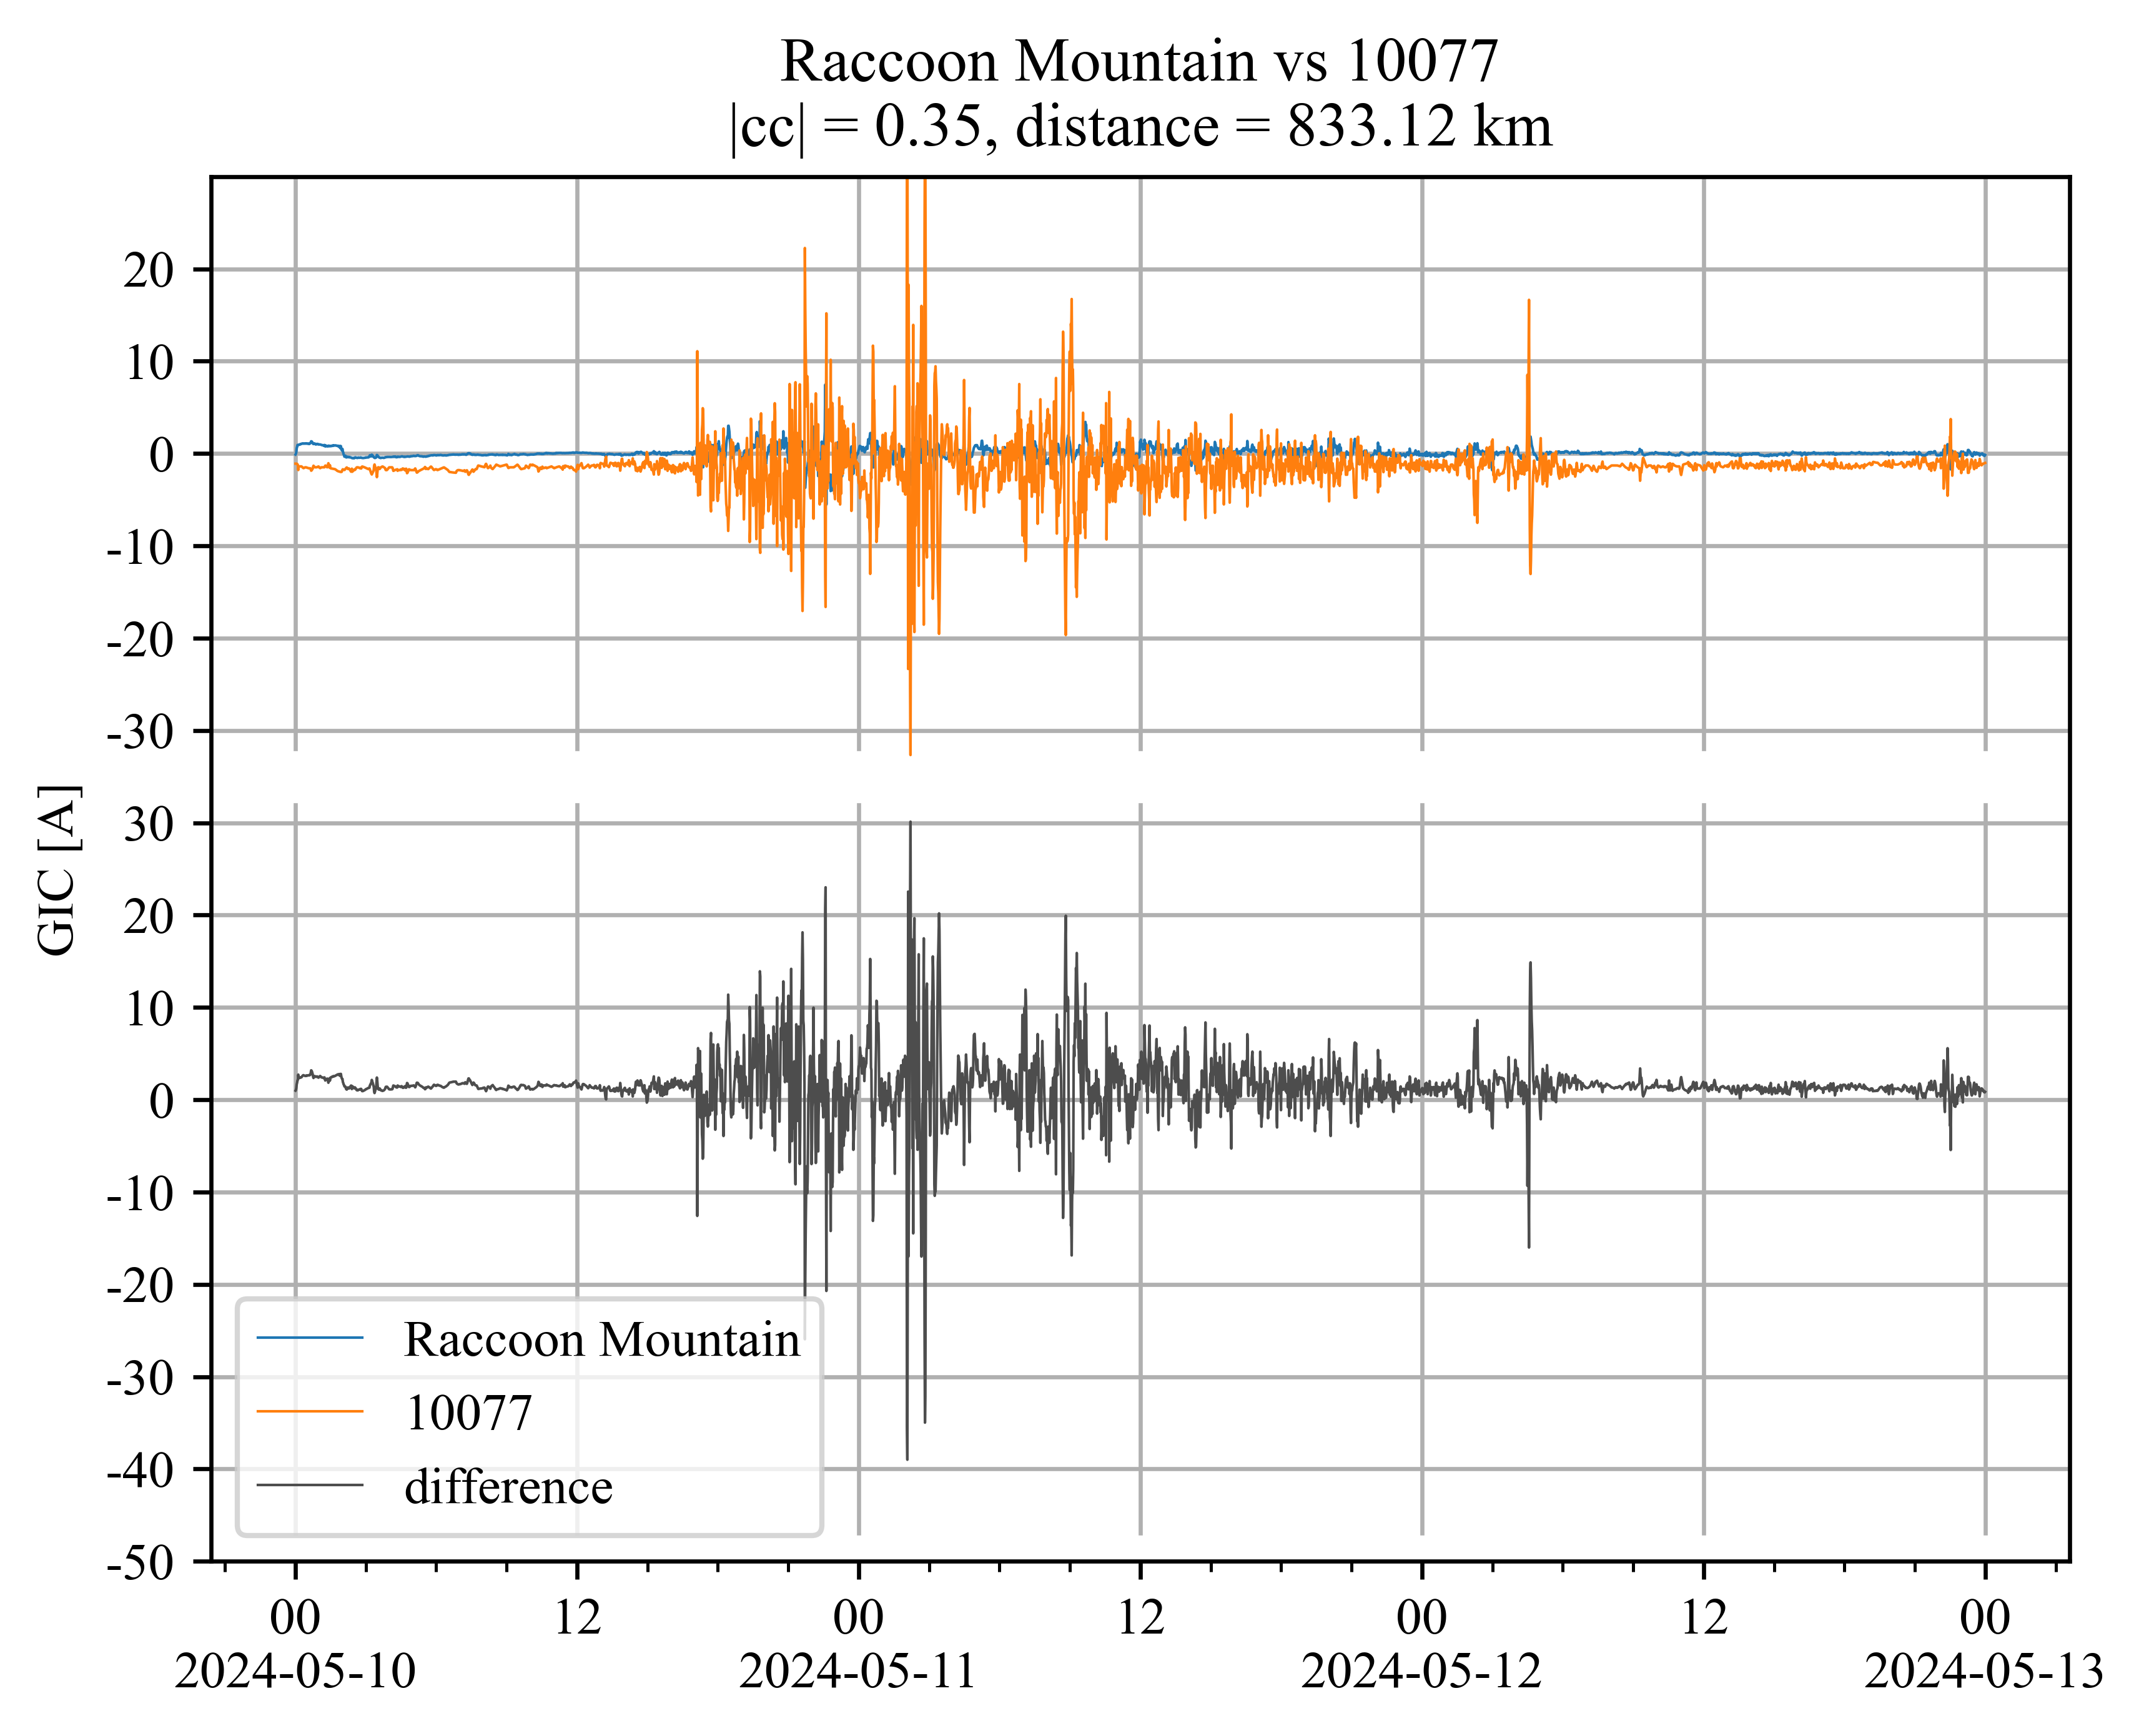 Raccoon Mountain vs 10077
|cc| = 0.35, distance = 833.12 km
20
10
0
-10
-20
-30
30
20
10
0
-10
-20
-30
-40
-50
GIC [A]
Raccoon Mountain
10077
difference
00 12 00 12 00 12 00
2024-05-10 2024-05-11 2024-05-12 2024-05-13